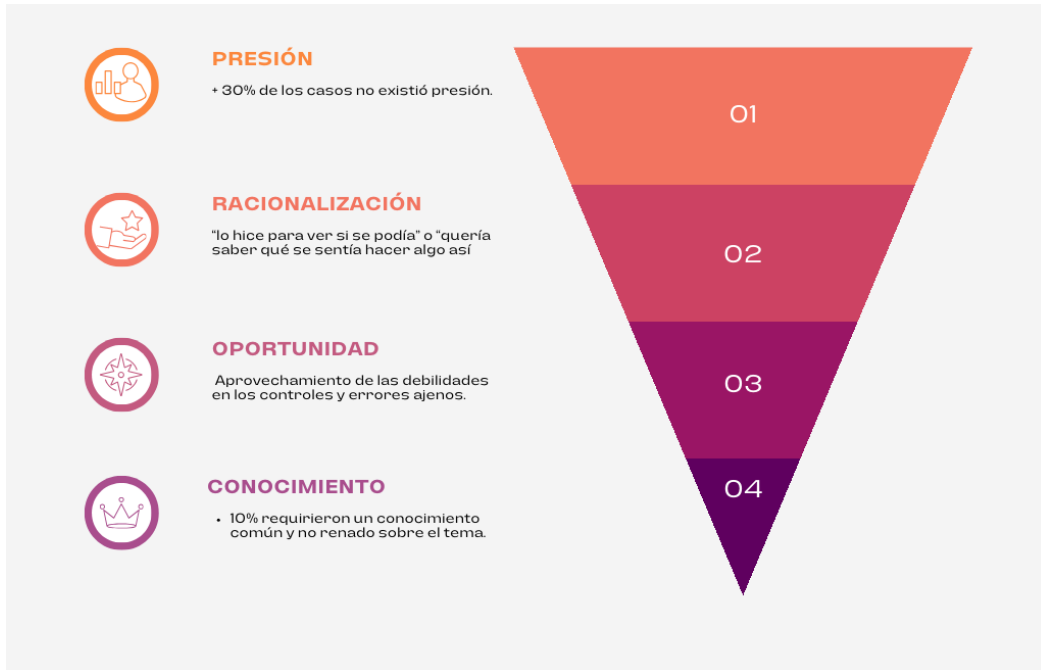 PRESIÓN
+ 30% de los casos no existió presión.
RACIONALIZACIÓN
“lo hice para ver si se podía” o “quería
saber qué se sentía hacer algo así
OPORTUNIDAD
Aprovechamiento de las debilidades
en los controles y errores ajenos.
CONOCIMIENTO
• 10% requirieron un conocimiento
común y no renado sobre el tema.
01
02
03
04